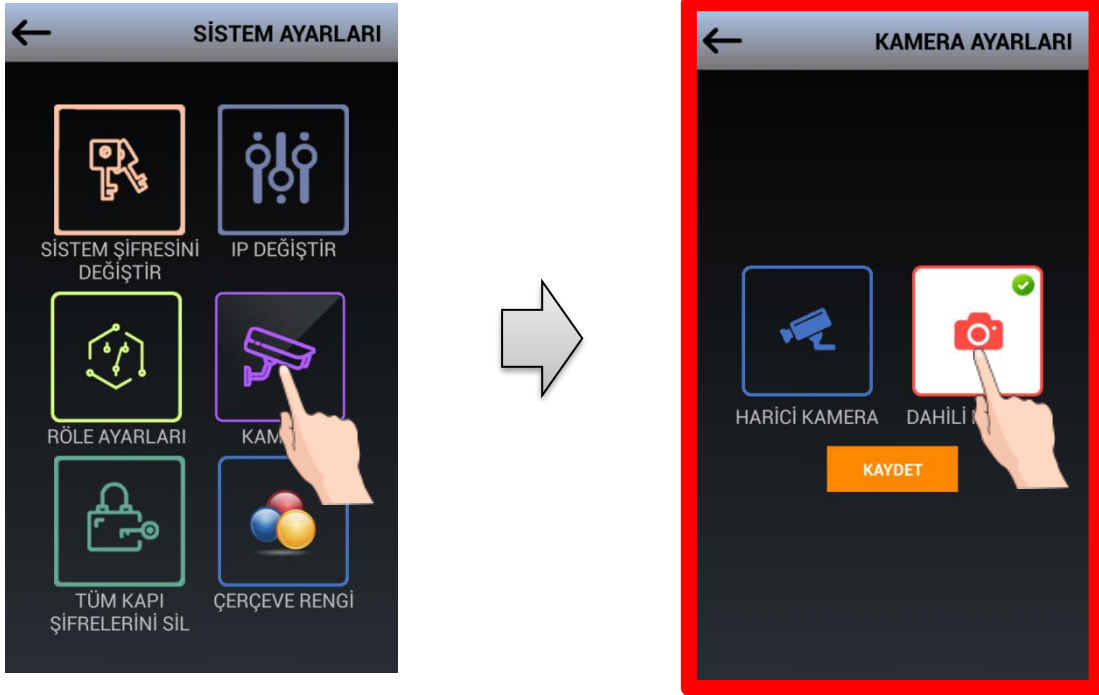 SİSTEM AYARLARI
SİSTEM ŞİFRESİNİ
DEĞİŞTİR
IP DEĞİŞTİR
RÖLE AYARLARI
TÜM KAPI
ŞİFRELERİNİ SİL
ÇERÇEVE RENGİ
KAMERA AYARLARI
HARİCİ KAMERA
DAHİLİ
KAYDET